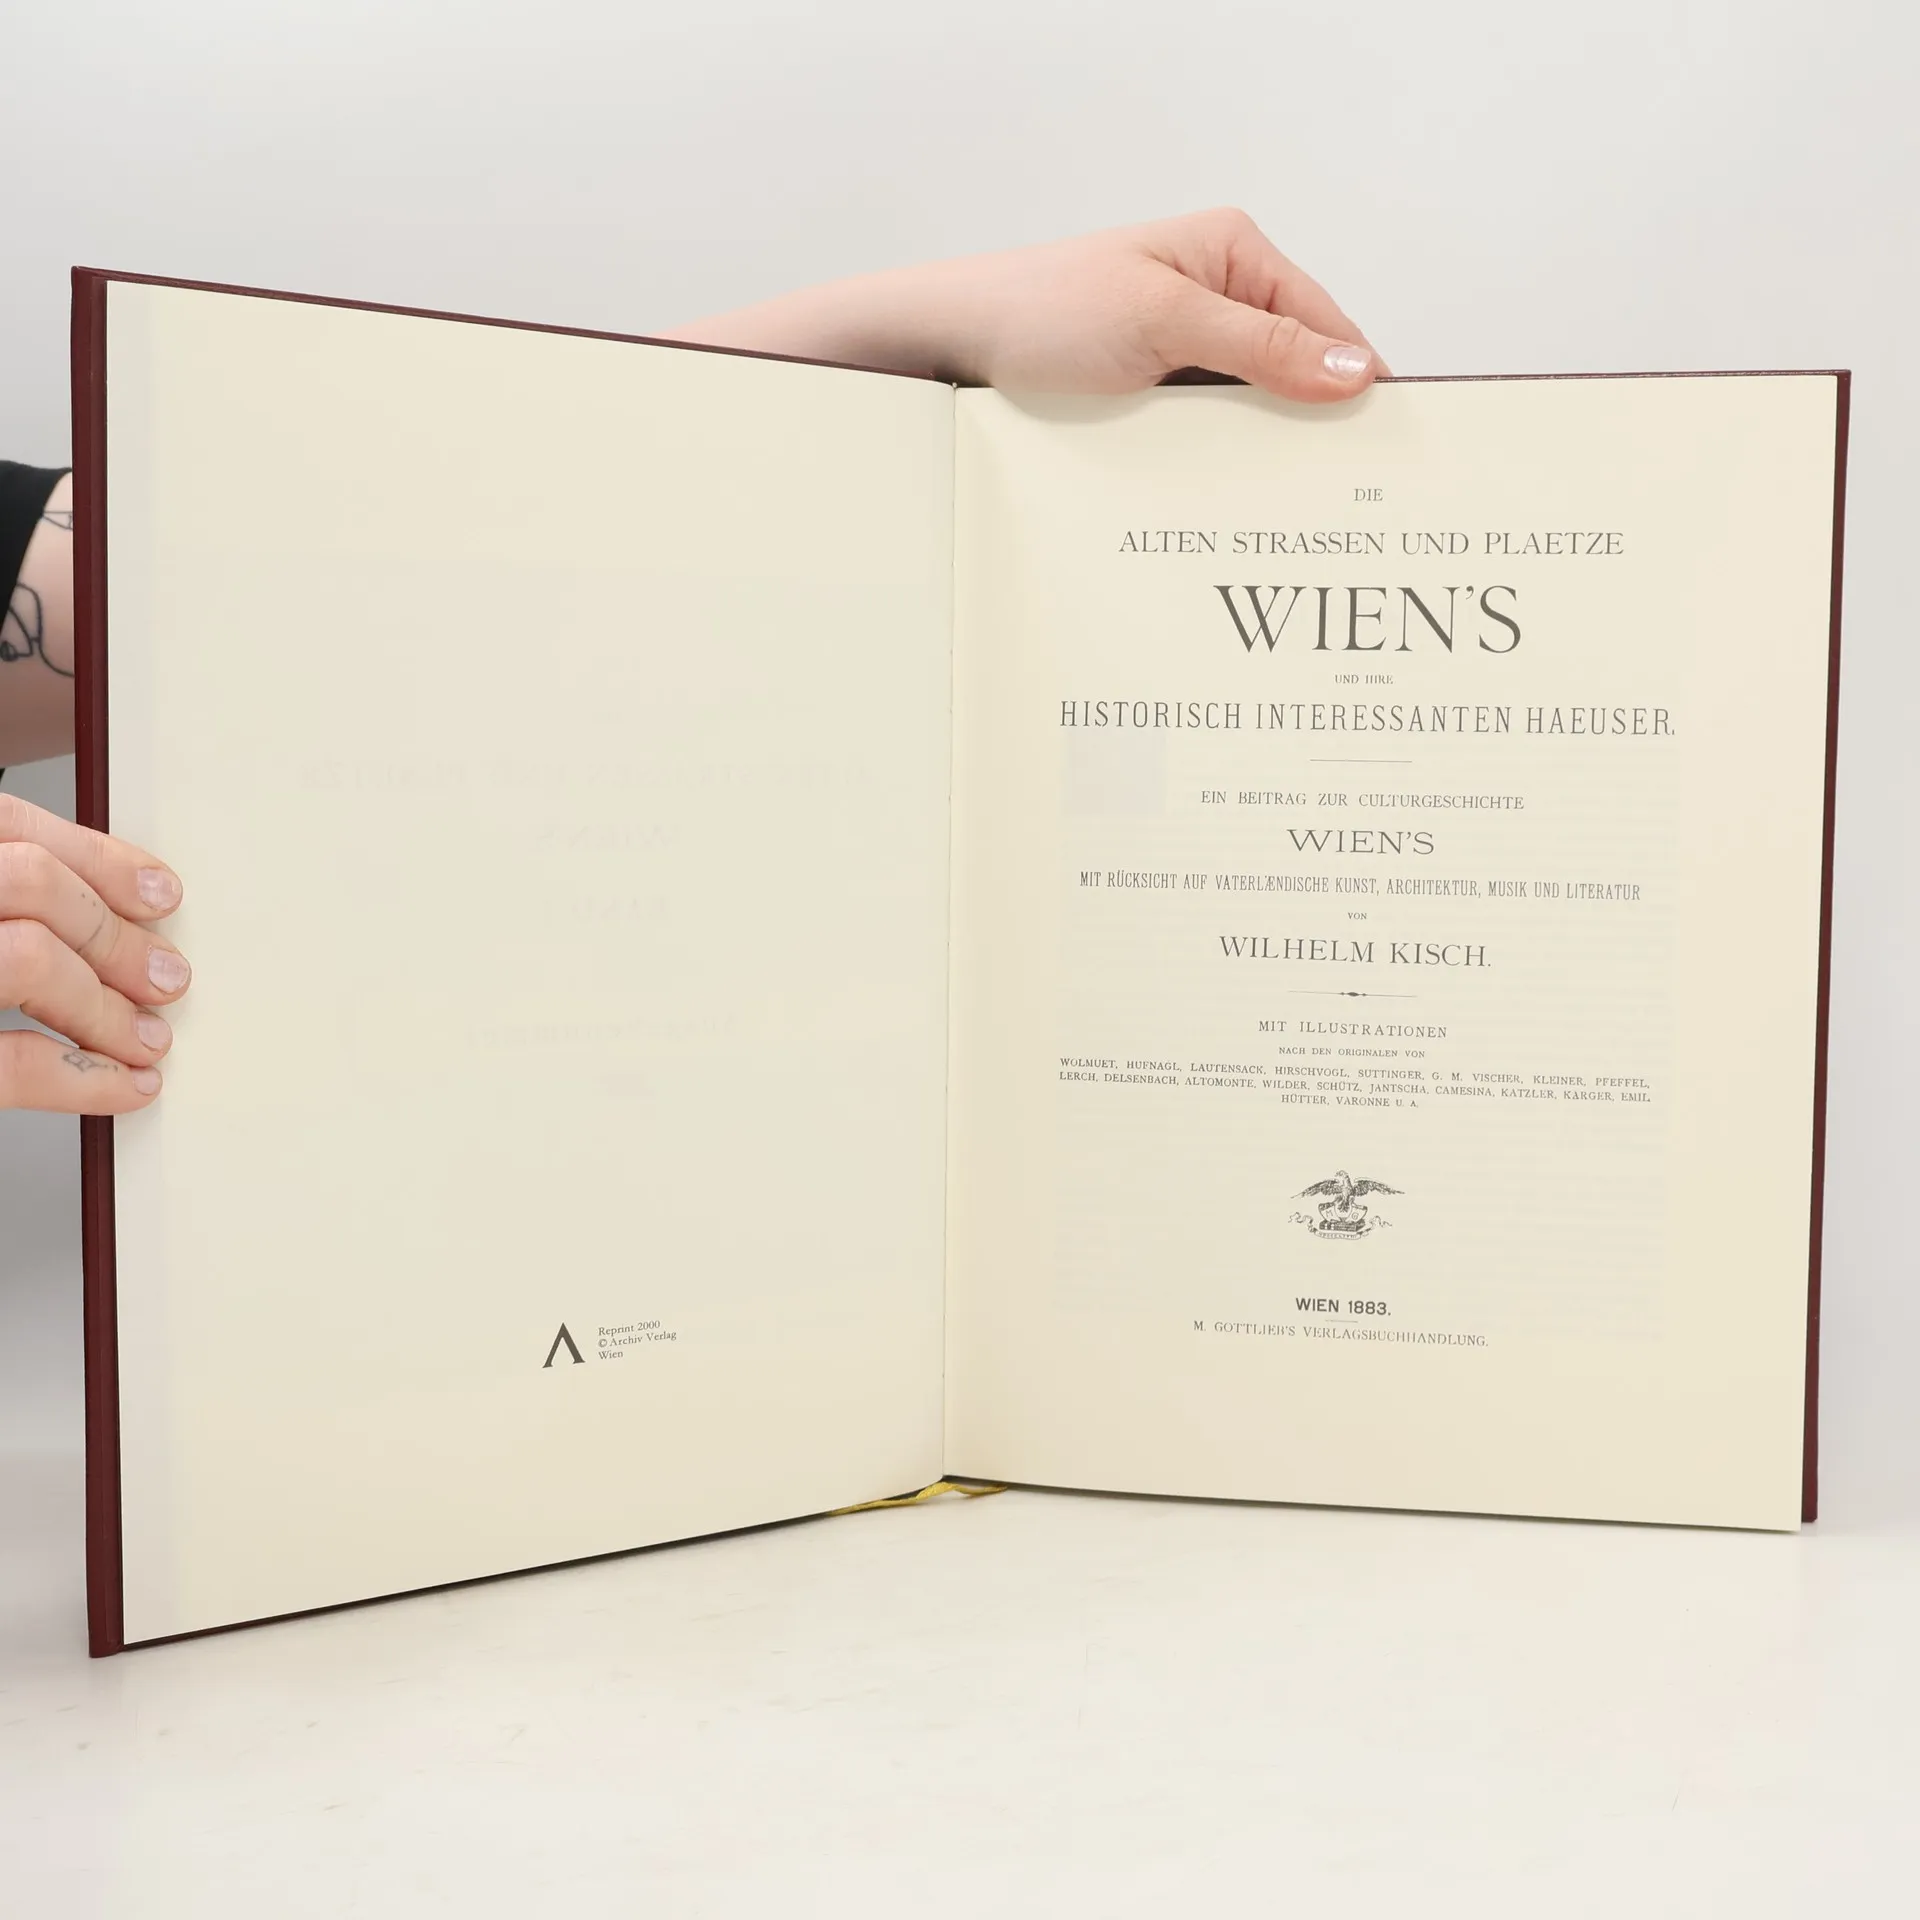 Reprint 2000
© Archiv Verlag
Wien
DIE
ALTEN STRASSEN UND PLAETZE
WIEN'S
UND IHRE
HISTORISCH INTERESSANTEN HAEUSER.
EIN BEITRAG ZUR CULTURGESCHICHTE
WIEN'S
MIT RÜCKSICHT AUF VATERLÆNDISCHE KUNST, ARCHITEKTUR, MUSIK UND LITERATUR
VON
WILHELM KISCH.
MIT ILLUSTRATIONEN
NACH DEN ORIGINALEN VON
WOLMUET, HUFNAGL, LAUTENSACK, HIRSCHVOGL, SUTTINGER, G. M. VISCHER, KLEINER, PFEFFEL,
LERCH, DELSENBACH, ALTOMONTE, WILDER, SCHÜTZ, JANTSCHA, CAMESINA, KATZLER, KARGER, EMIL
HÜTTER, VARONNE U. A.
WIEN 1883.
M. GOTTLIEB'S VERLAGSBUCHHANDLUNG.